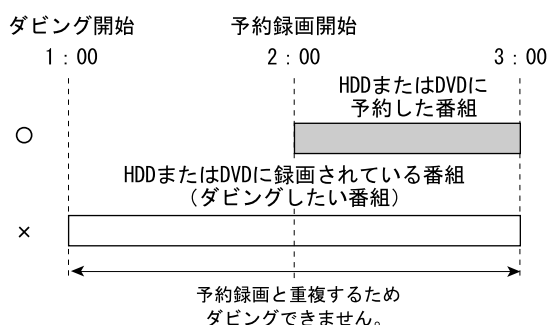 ダビング開始　予約録画開始
1：00　2：00　3：00
HDDまたはDVDに
予約した番組
○
HDDまたはDVDに録画されている番組
（ダビングしたい番組）
×
予約録画と重複するため
ダビングできません。